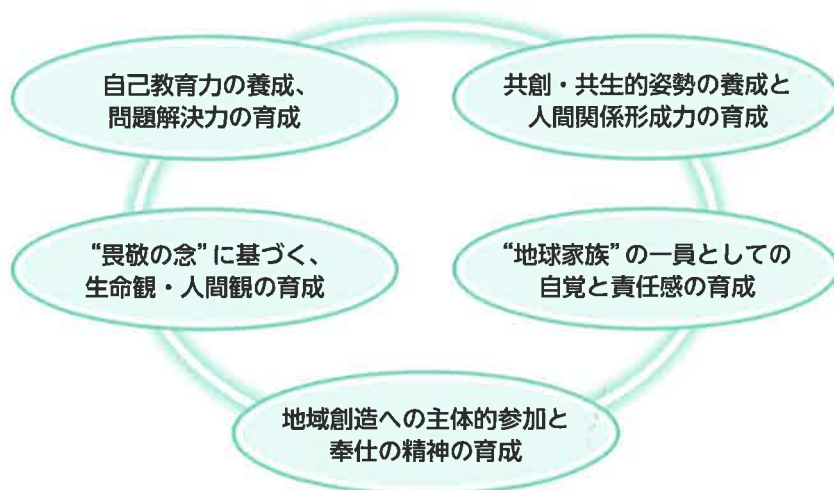 自己教育力の養成、
問題解決力の育成
共創・共生的姿勢の養成と
人間関係形成力の育成
“畏敬の念”に基づく、
生命観・人間観の育成
“地球家族”の一員としての
自覚と責任感の育成
地域創造への主体的参加と
奉仕の精神の育成